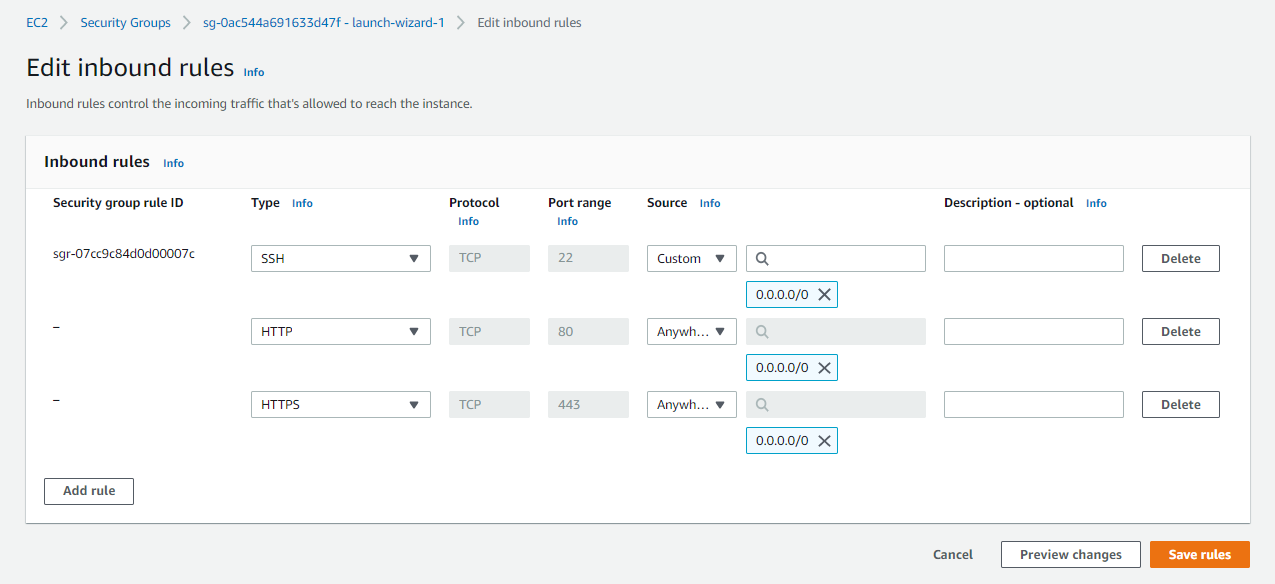 EC2 > Security Groups > sg-0ac544a691633d47f - launch-wizard-1 > Edit inbound rules
Edit inbound rules Info
Inbound rules control the incoming traffic that's allowed to reach the instance.
Inbound rules Info
Security group rule ID Type Info Protocol Info Port range Info Source Info Description - optional Info
sgr-07cc9c84d0d00007c SSH TCP 22 Custom Delete
0.0.0.0/0
– HTTP TCP 80 Anywh... Delete
0.0.0.0/0
– HTTPS TCP 443 Anywh... Delete
0.0.0.0/0
Add rule
Cancel Preview changes Save rules